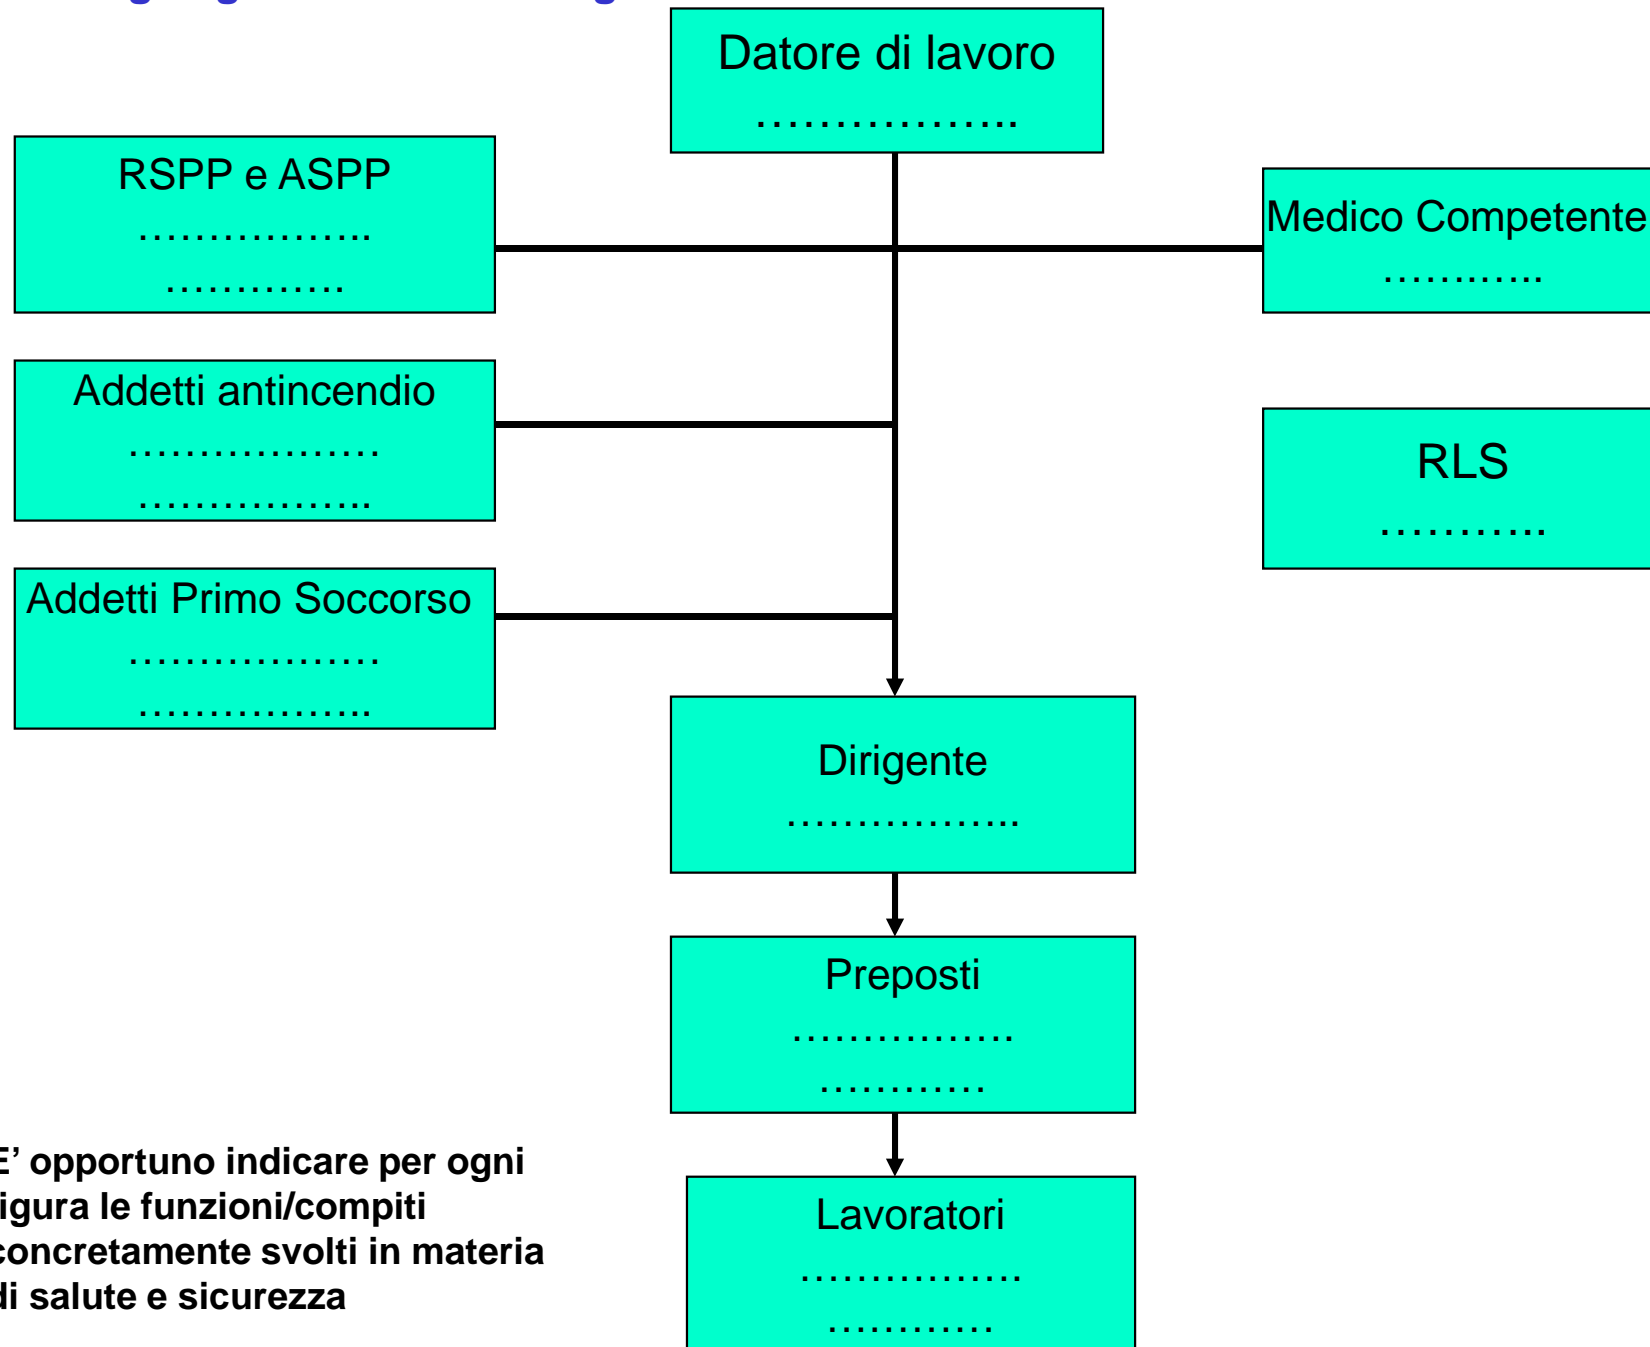 Datore di lavoro
……………..
RSPP e ASPP
……………..
………….
Medico Competente
…….…..
Addetti antincendio
………………
……………..
RLS
………..
Addetti Primo Soccorso
………………
……………..
Dirigente
……………..
Preposti
…………….
…………
E’ opportuno indicare per ogni
figura le funzioni/compiti
concretamente svolti in materia
di salute e sicurezza
Lavoratori
…………….
…………